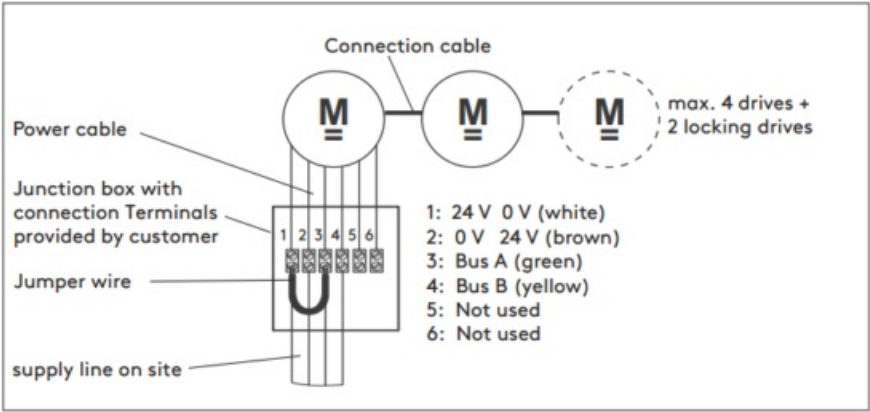 Connection cable
M
M
M
max. 4 drives +
2 locking drives
Power cable
Junction box with
connection Terminals
provided by customer
1 2 3 4 5 6
1: 24 V 0 V (white)
2: 0 V 24 V (brown)
3: Bus A (green)
4: Bus B (yellow)
5: Not used
6: Not used
Jumper wire
supply line on site